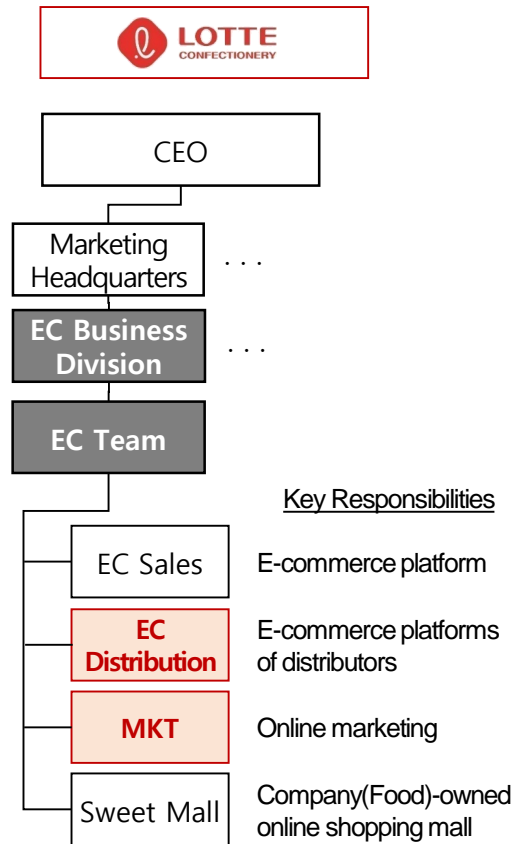 LOTTE
CONFECTIONERY
CEO
Marketing
Headquarters
. . .
EC Business
Division
. . .
EC Team
Key Responsibilities
EC Sales
E-commerce platform
EC
Distribution
E-commerce platforms
of distributors
MKT
Online marketing
Sweet Mall
Company(Food)-owned
online shopping mall